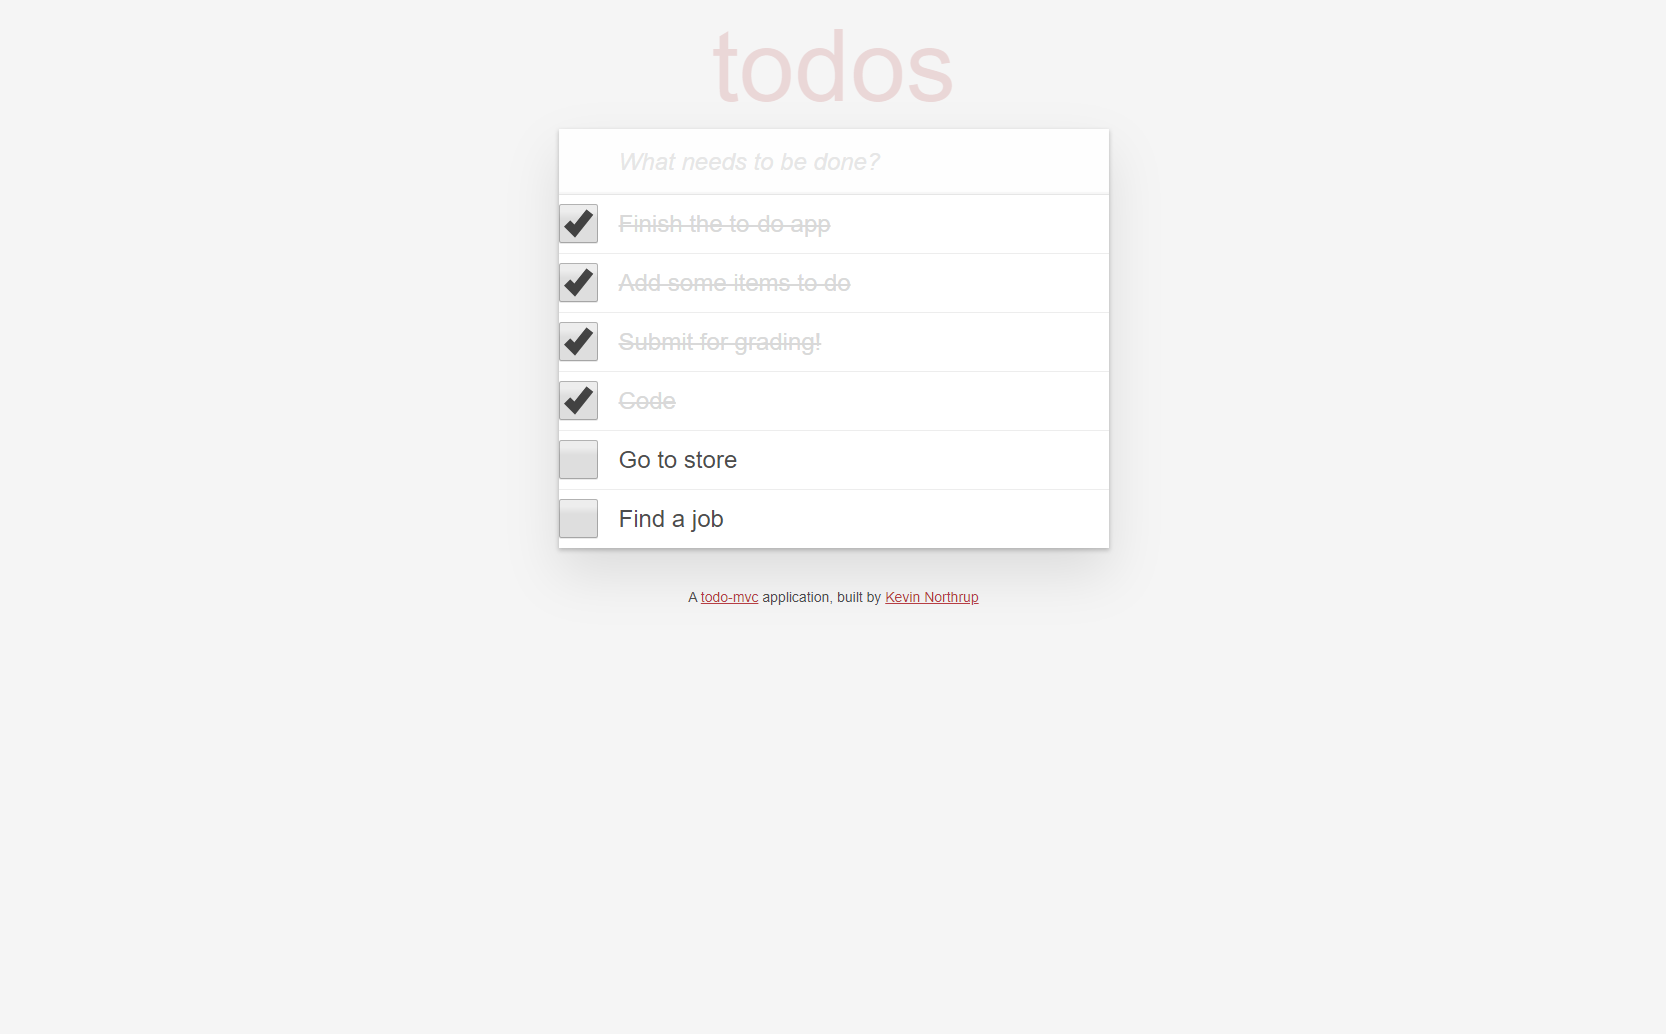 todos
What needs to be done?
Finish the to-do app
Add some items to do
Submit for grading!
Code
Go to store
Find a job
A todo-mvc application, built by Kevin Northrup